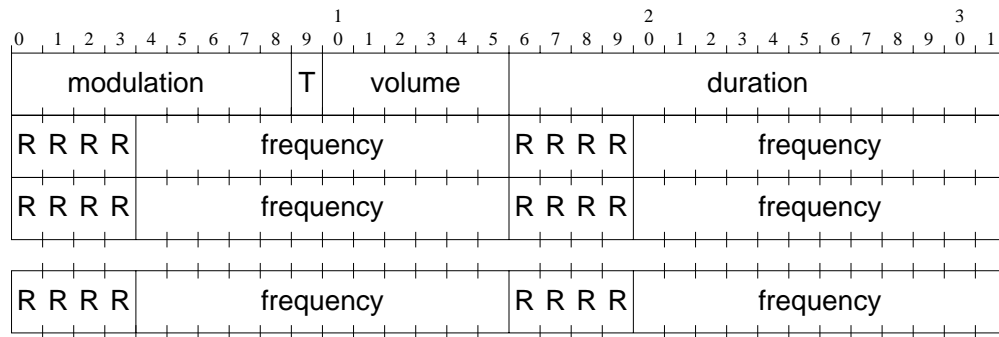 1 2 3
0 1 2 3 4 5 6 7 8 9 0 1 2 3 4 5 6 7 8 9 0 1 2 3 4 5 6 7 8 9 0 1
modulation T volume duration
R R R R frequency R R R R frequency
R R R R frequency R R R R frequency
R R R R frequency R R R R frequency